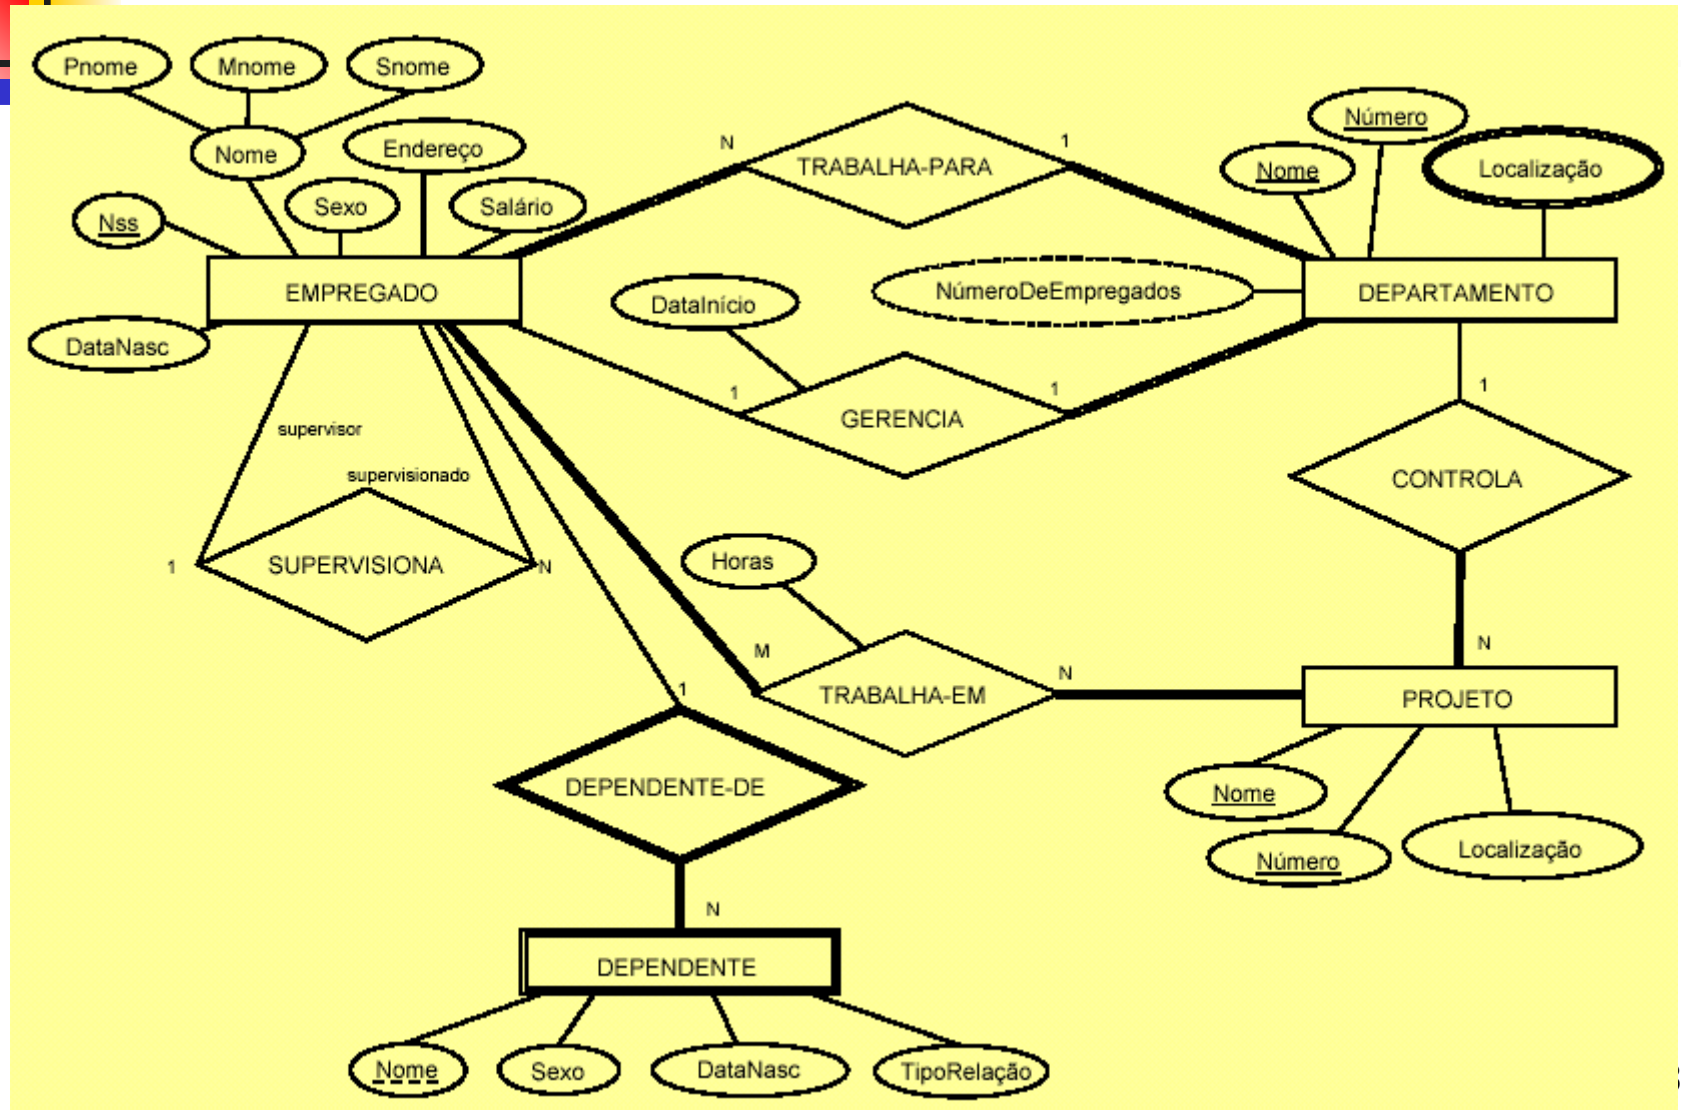 Pnome
Mnome
Snome
Nome
Endereço
Nss
Sexo
Salário
EMPREGADO
DataNasc
N
TRABALHA-PARA
1
Número
Nome
Localização
DataInício
NúmeroDeEmpregados
DEPARTAMENTO
1
GERENCIA
1
1
supervisor
supervisionado
CONTROLA
1
SUPERVISIONA
N
Horas
M
TRABALHA-EM
N
N
PROJETO
1
DEPENDENTE-DE
Nome
Número
Localização
N
DEPENDENTE
Nome
Sexo
DataNasc
TipoRelação